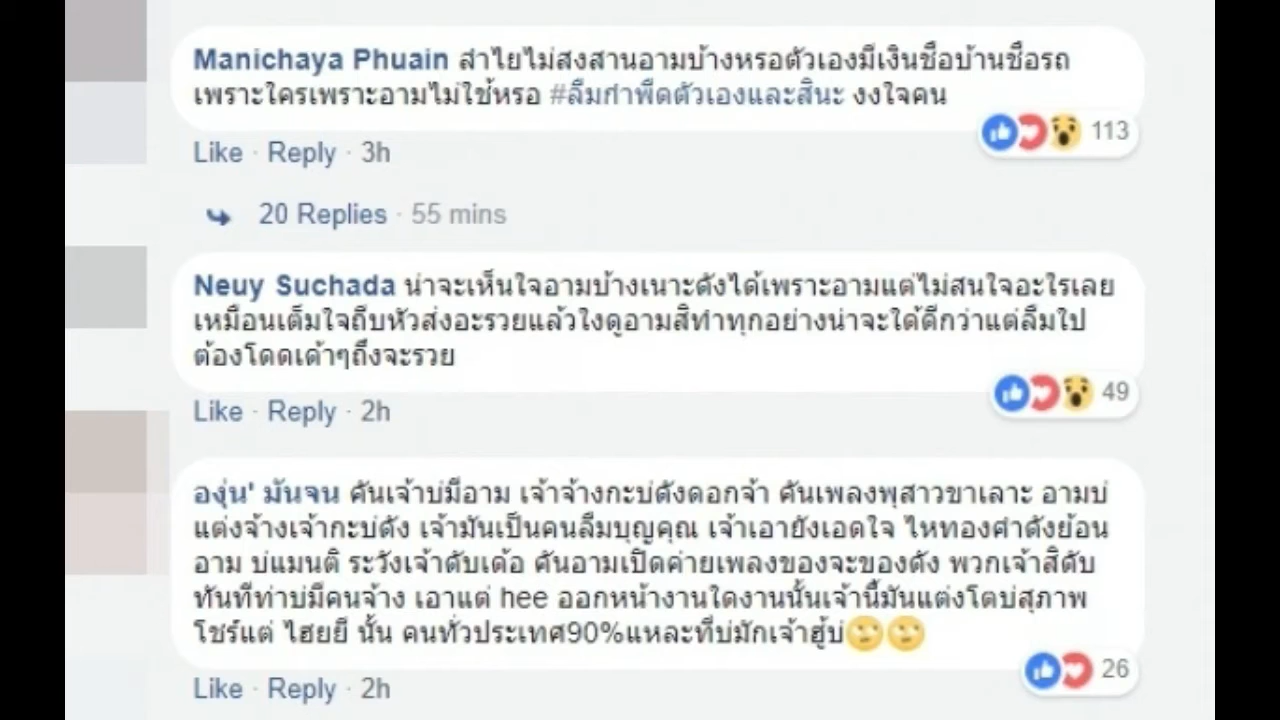 Manichaya Phuain สำไยไม่สงสานอามบ้างหรอตัวเองมีเงินชื้อบ้านชื้อรถ
เพราะใครเพราะอามไม่ใช้หรอ #ลืมกำพืดตัวเองและสินะ งงใจคน
113
Like · Reply · 3h
20 Replies · 55 mins
Neuy Suchada น่าจะเห็นใจอามบ้างเนาะดังได้เพราะอามแต่ไม่สนใจอะไรเลย
เหมือนเต็มใจถีบหัวส่งอะรวยแล้วใงดูอามสิทำทุกอย่างน่าจะใด้ดีกว่าแต่ลืมใป
ต้องโดดเด้าๆถึงจะรวย
49
Like · Reply · 2h
องุ่น' มันจน คันเจ้าบ่มีอาม เจ้าจ้างกะบ่ดังดอกจ้า คันเพลงพุสาวขาเลาะ อามบ่
แต่งจ้างเจ้ากะบ่ดัง เจ้ามันเป็นคนลืมบุญคุณ เจ้าเอายังเอดใจ ไหทองคำดังย้อน
อาม บ่แมนติ ระวังเจ้าดับเด้อ คันอามเปิดค่ายเพลงของจะของดัง พวกเจ้าสิดับ
ทันทีท่าบ่มีคนจ้าง เอาแต่ hee ออกหน้างานใดงานนั้นเจ้านี้มันแต่งโตบ่สุภาพ
โชร์แต่ ไฮยยี นั้น คนทั่วประเทศ90%แหละที่บ่มักเจ้าฮู้บ่🙄🙄
26
Like · Reply · 2h